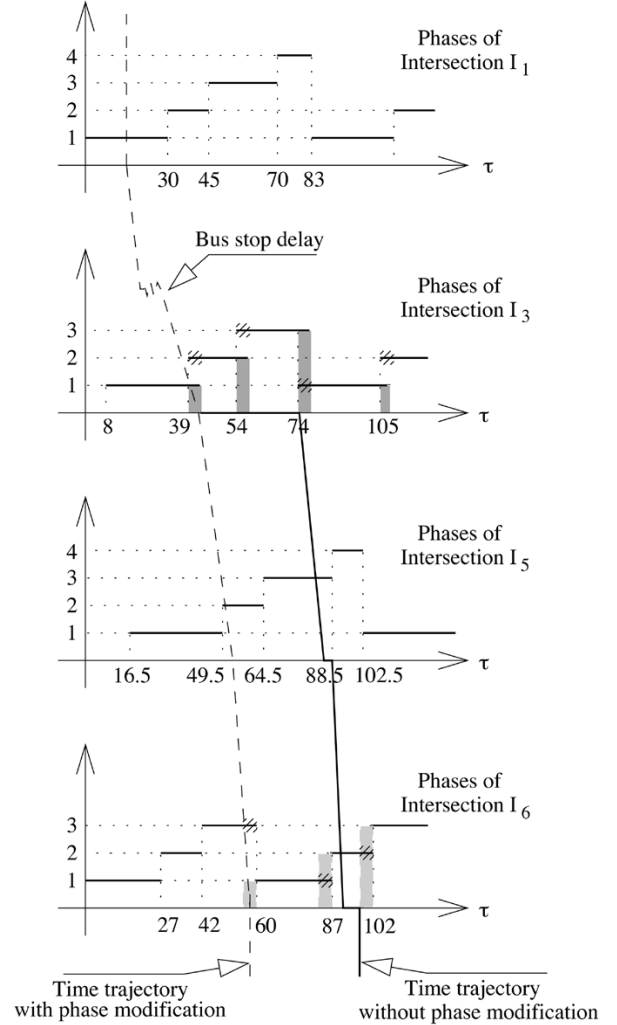 4
3
2
1
Phases of
Intersection I 1
30 45 70 83 τ
Bus stop delay
3
2
1
Phases of
Intersection I 3
8 39 54 74 105 τ
4
3
2
1
Phases of
Intersection I 5
16.5 49.5 64.5 88.5 102.5 τ
3
2
1
Phases of
Intersection I 6
27 42 60 87 102 τ
Time trajectory
with phase modification
Time trajectory
without phase modification